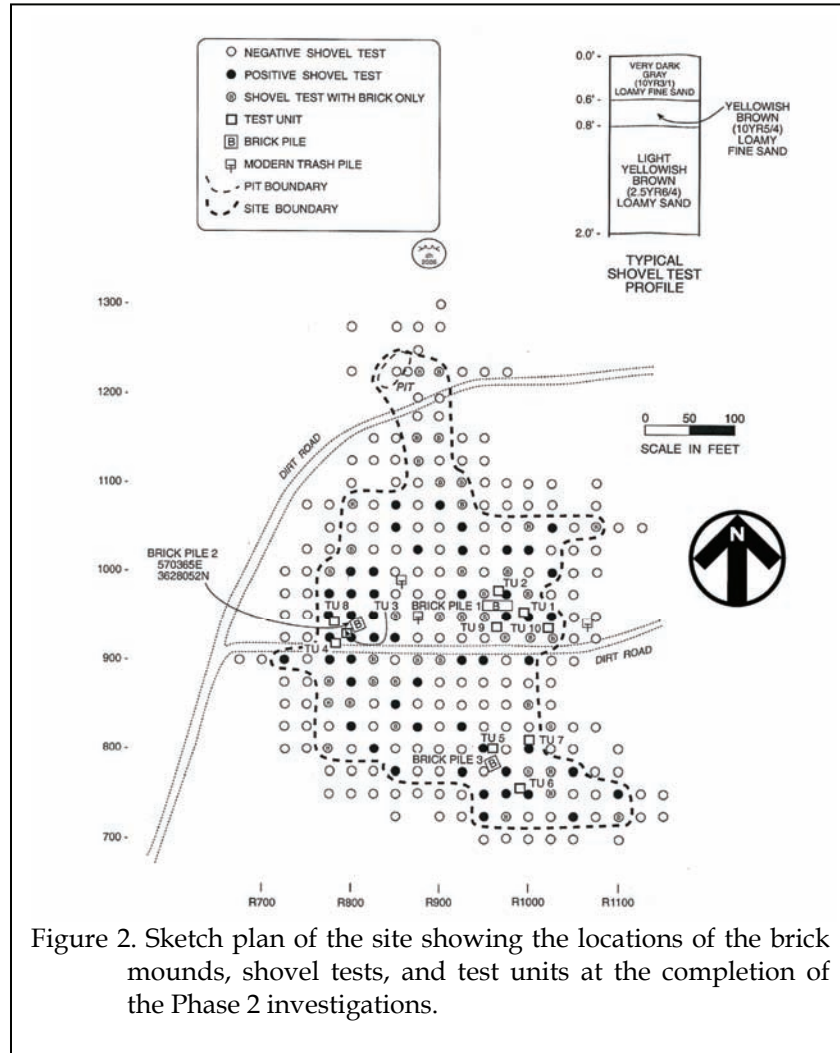 NEGATIVE SHOVEL TEST
POSITIVE SHOVEL TEST
SHOVEL TEST WITH BRICK ONLY
TEST UNIT
B BRICK PILE
MODERN TRASH PILE
PIT BOUNDARY
SITE BOUNDARY
0.0'-
VERY DARK
GRAY
(10YR3/1)
LOAMY FINE SAND
0.6'-
0.8'-
YELLOWISH
BROWN
(10YR5/4)
LOAMY
FINE SAND
LIGHT
YELLOWISH
BROWN
(2.5YR6/4)
LOAMY SAND
2.0'-
TYPICAL
SHOVEL TEST
PROFILE
1300 -
PIT
1200 -
DIRT ROAD
0 50 100
SCALE IN FEET
1100 -
N
BRICK PILE 2
570365E
3628052N
1000 -
TU 2
TU 8
TU 3
BRICK PILE 1
B
TU 1
B
TU 9
TU 10
TU 4
900 -
DIRT ROAD
TU 5
TU 7
800 -
BRICK PILE 3
B
TU 6
700 -
R700
R800
R900
R1000
R1100
Figure 2. Sketch plan of the site showing the locations of the brick
mounds, shovel tests, and test units at the completion of
the Phase 2 investigations.